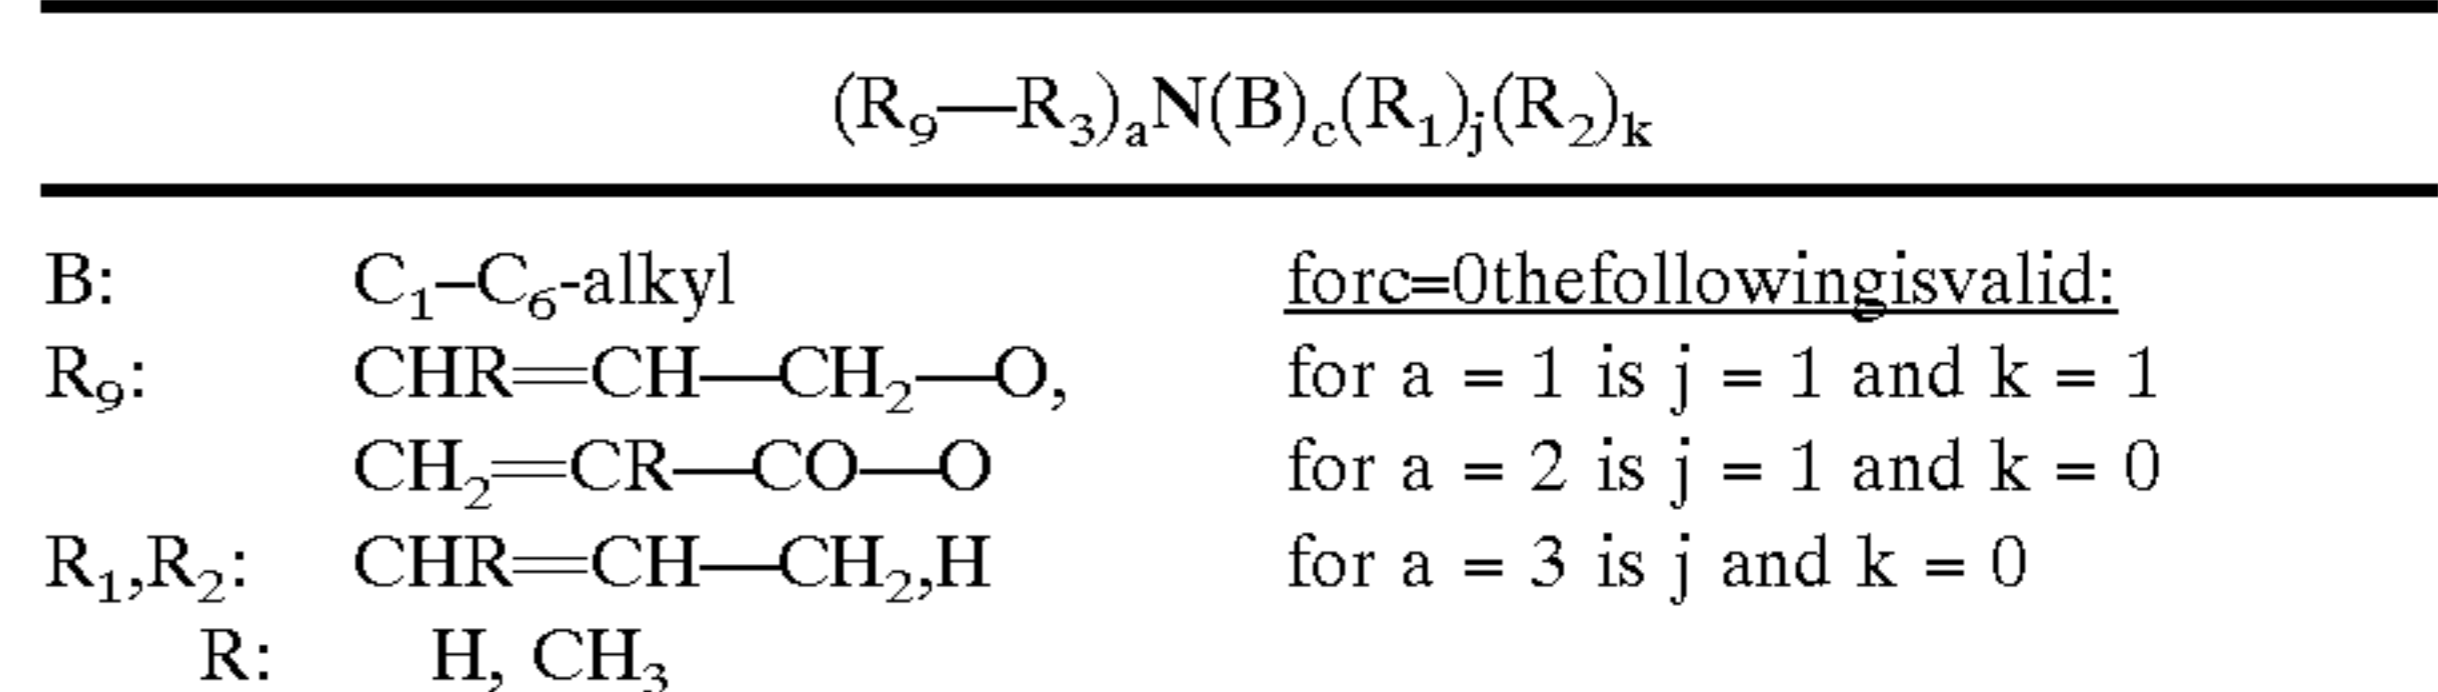 (R₉—R₃)ₐN(B)꜀(R₁)ⱼ(R₂)ₖ
B: C₁–C₆-alkyl forc=0thefollowingisvalid:
R₉: CHR=CH—CH₂—O, for a = 1 is j = 1 and k = 1
CH₂=CR—CO—O for a = 2 is j = 1 and k = 0
R₁,R₂: CHR=CH—CH₂,H for a = 3 is j and k = 0
R: H, CH₃